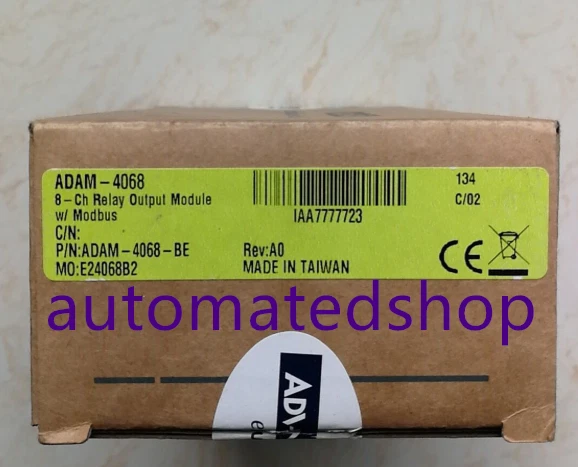 ADAM-4068
8-Ch Relay Output Module
w/ Modbus
C/N:
P/N:ADAM-4068-BE
MO:E24068B2
IAA7777723
Rev:A0
MADE IN TAIWAN
134
C/02
CE
automatedshop